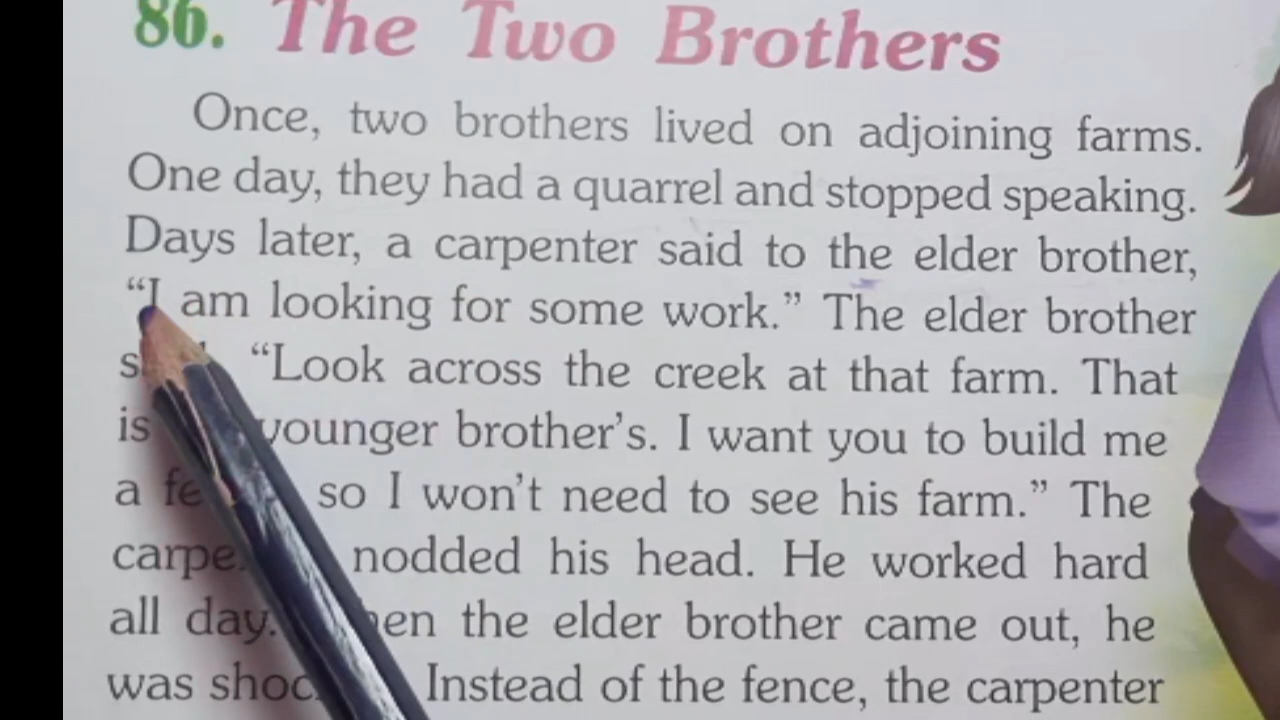 86. The Two Brothers
Once, two brothers lived on adjoining farms.
One day, they had a quarrel and stopped speaking.
Days later, a carpenter said to the elder brother,
“I am looking for some work.” The elder brother
“Look across the creek at that farm. That
is younger brother’s. I want you to build me
a so I won’t need to see his farm.” The
nodded his head. He worked hard
all day. the elder brother came out, he
was Instead of the fence, the carpenter